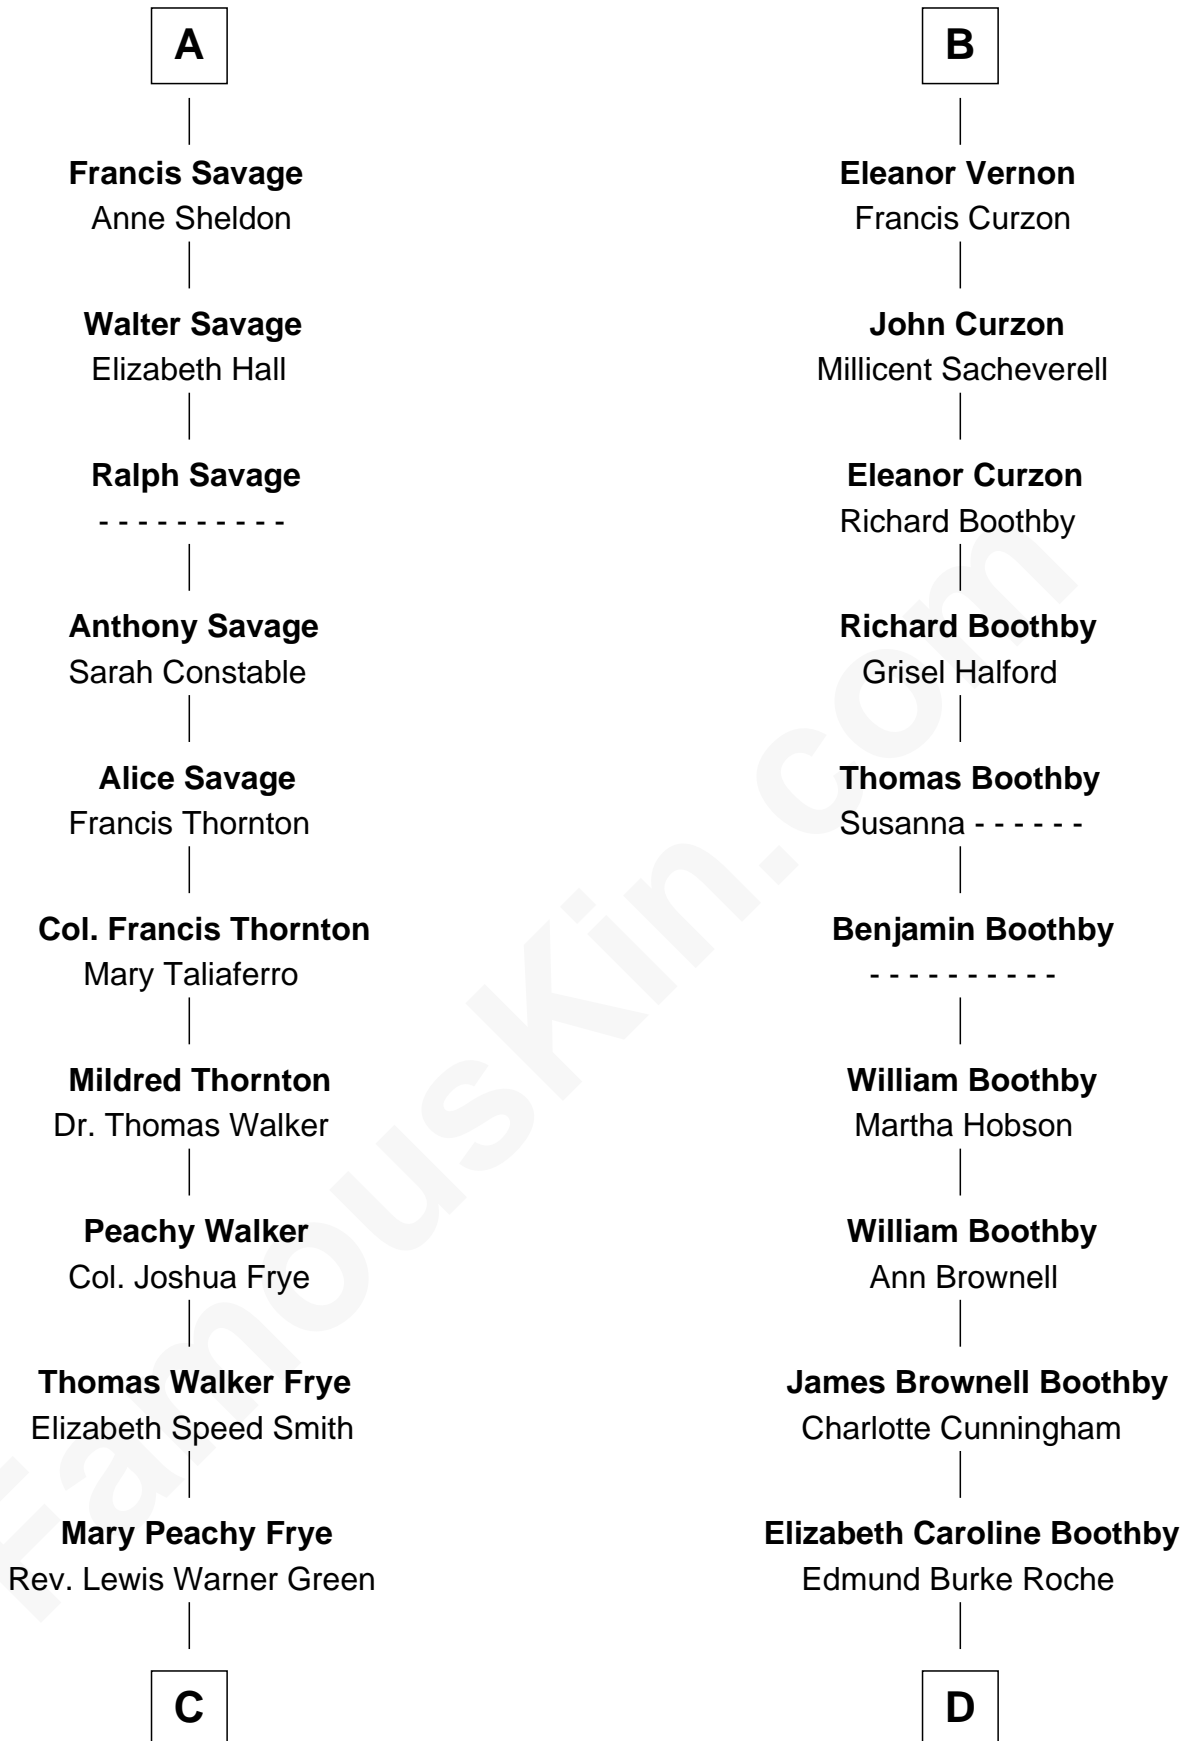 A
Francis Savage
Anne Sheldon
Walter Savage
Elizabeth Hall
Ralph Savage
- - - - - - - - - -
Anthony Savage
Sarah Constable
Alice Savage
Francis Thornton
Col. Francis Thornton
Mary Taliaferro
Mildred Thornton
Dr. Thomas Walker
Peachy Walker
Col. Joshua Frye
Thomas Walker Frye
Elizabeth Speed Smith
Mary Peachy Frye
Rev. Lewis Warner Green
C
B
Eleanor Vernon
Francis Curzon
John Curzon
Millicent Sacheverell
Eleanor Curzon
Richard Boothby
Richard Boothby
Grisel Halford
Thomas Boothby
Susanna - - - - - -
Benjamin Boothby
- - - - - - - - - -
William Boothby
Martha Hobson
William Boothby
Ann Brownell
James Brownell Boothby
Charlotte Cunningham
Elizabeth Caroline Boothby
Edmund Burke Roche
D
FamousKin.com